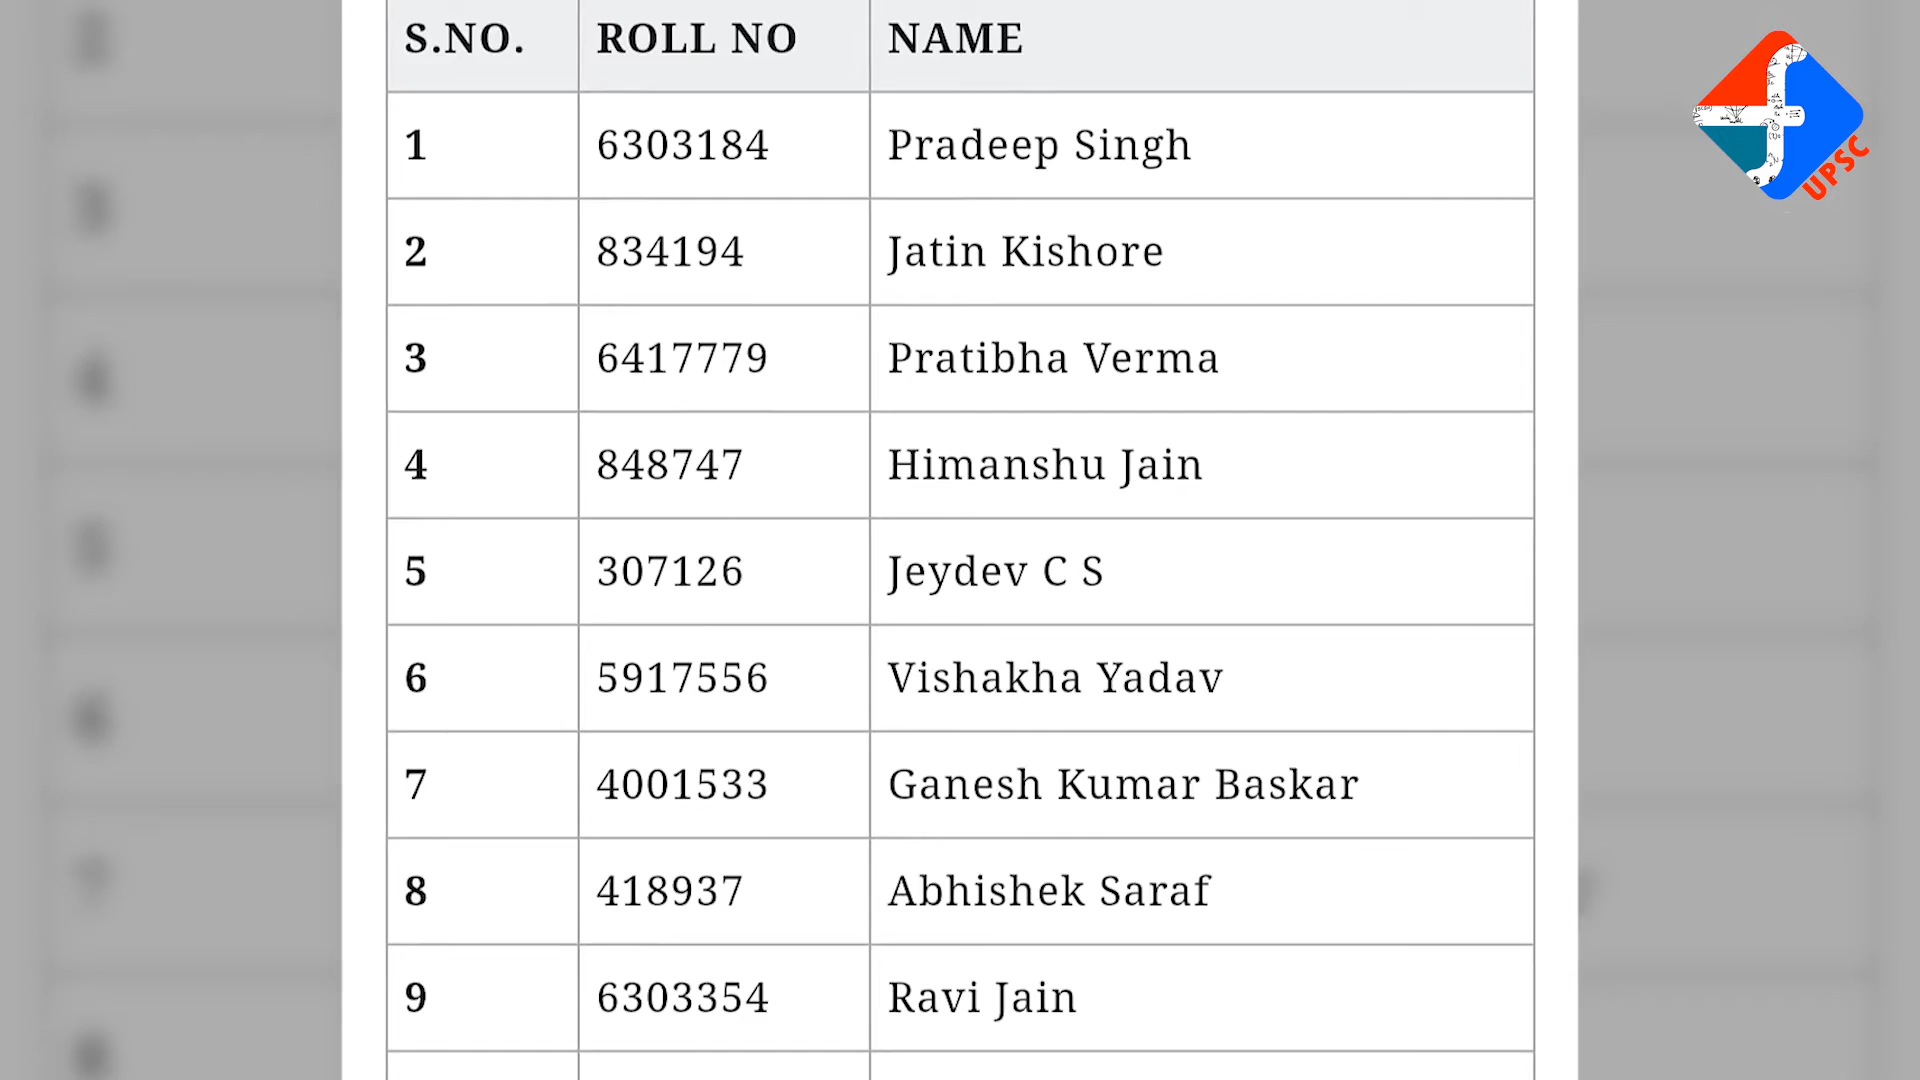 S.NO. ROLL NO NAME
1 6303184 Pradeep Singh
2 834194 Jatin Kishore
3 6417779 Pratibha Verma
4 848747 Himanshu Jain
5 307126 Jeydev C S
6 5917556 Vishakha Yadav
7 4001533 Ganesh Kumar Baskar
8 418937 Abhishek Saraf
9 6303354 Ravi Jain
UPSC